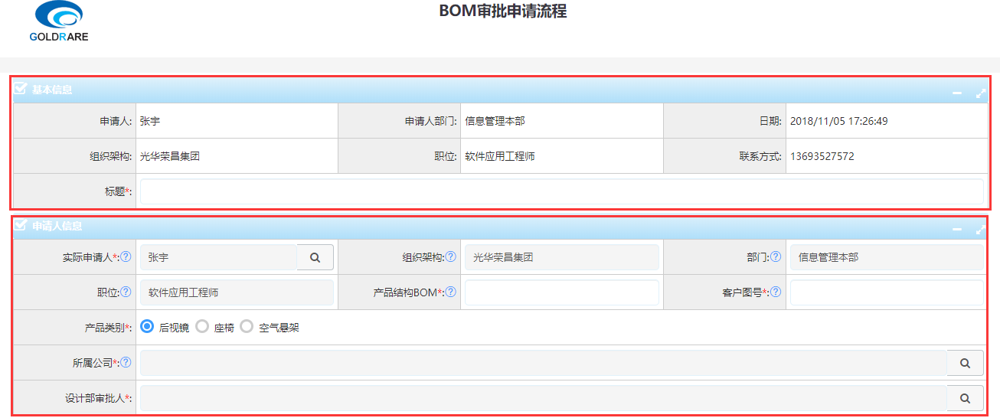 BOM审批申请流程
GOLDRARE
基本信息
申请人: 张宇 申请人部门: 信息管理本部 日期: 2018/11/05 17:26:49
组织架构: 光华荣昌集团 职位: 软件应用工程师 联系方式: 13693527572
标题*:
申请人信息
实际申请人*:? 张宇 组织架构:? 光华荣昌集团 部门:? 信息管理本部
职位:? 软件应用工程师 产品结构BOM*:? 客户图号*:?
产品类别*: 后视镜 座椅 空气悬架
所属公司*:?
设计部审批人*: